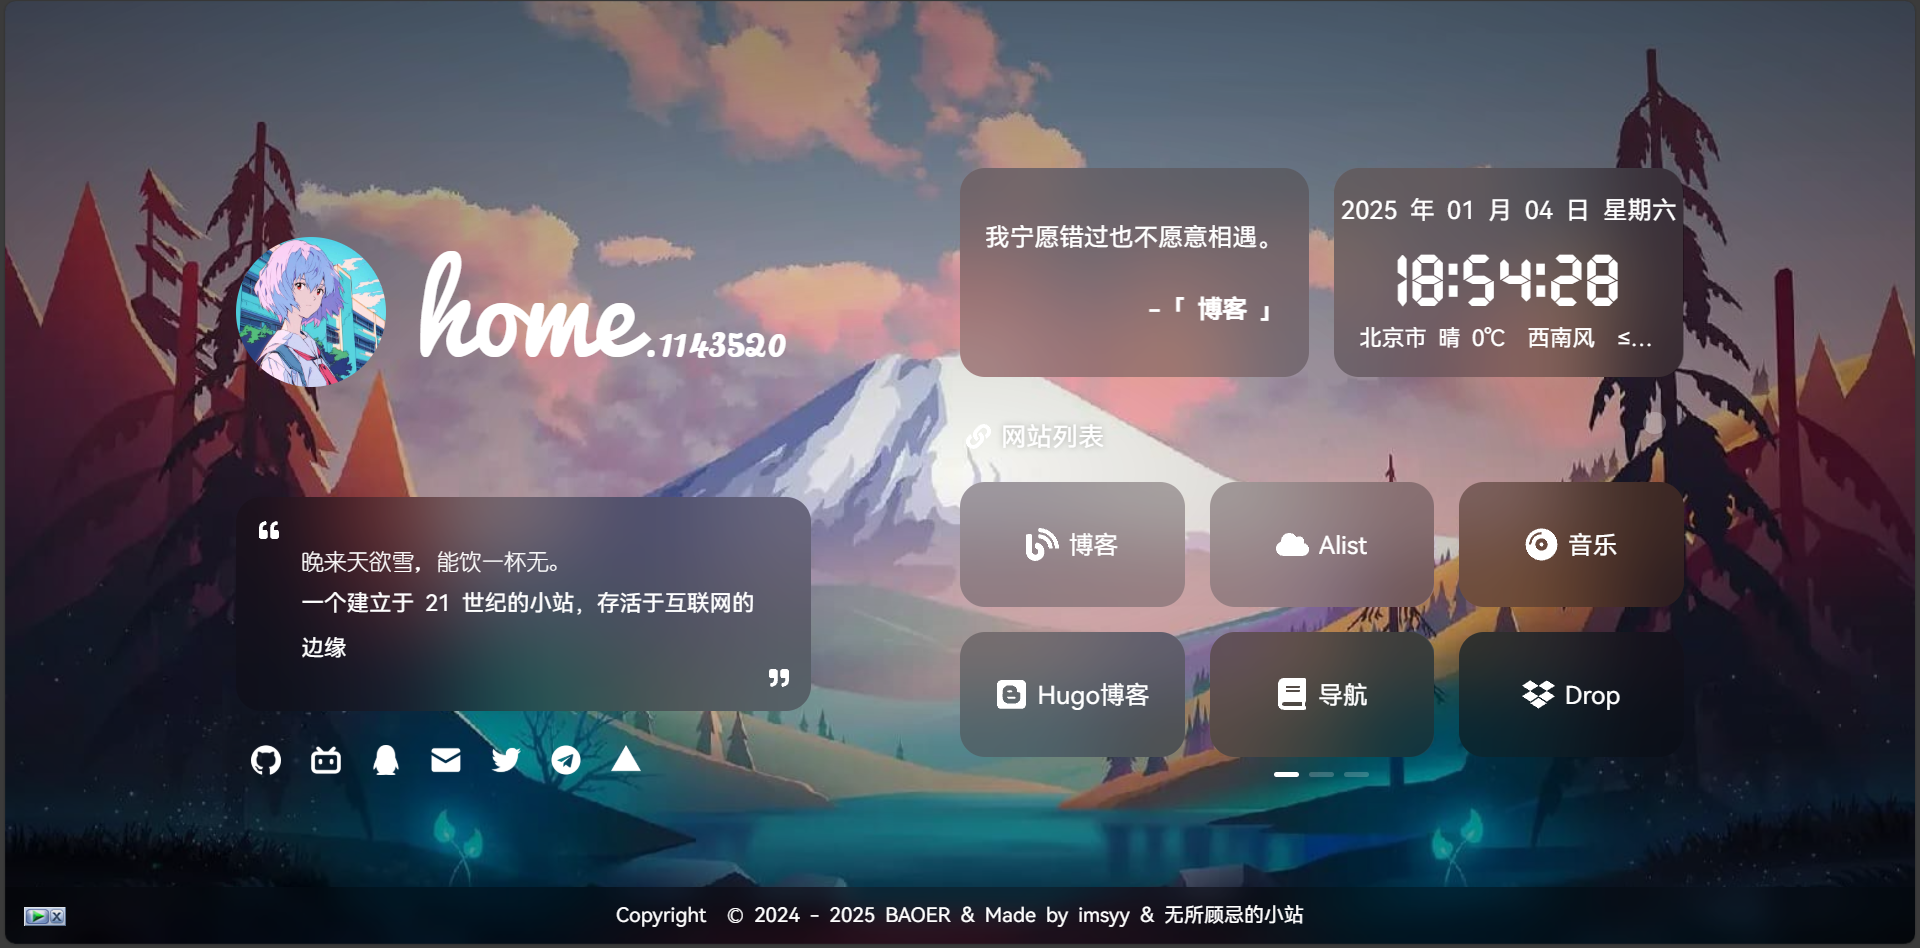 home.1143520
晚来天欲雪，能饮一杯无。
一个建立于 21 世纪的小站，存活于互联网的
边缘
我宁愿错过也不愿意相遇。
-「 博客 」
2025 年 01 月 04 日 星期六
18:54:28
北京市 晴 0℃ 西南风 ≤…
网站列表
博客
Alist
音乐
Hugo博客
导航
Drop
Copyright © 2024 - 2025 BAOER & Made by imsyy & 无所顾忌的小站